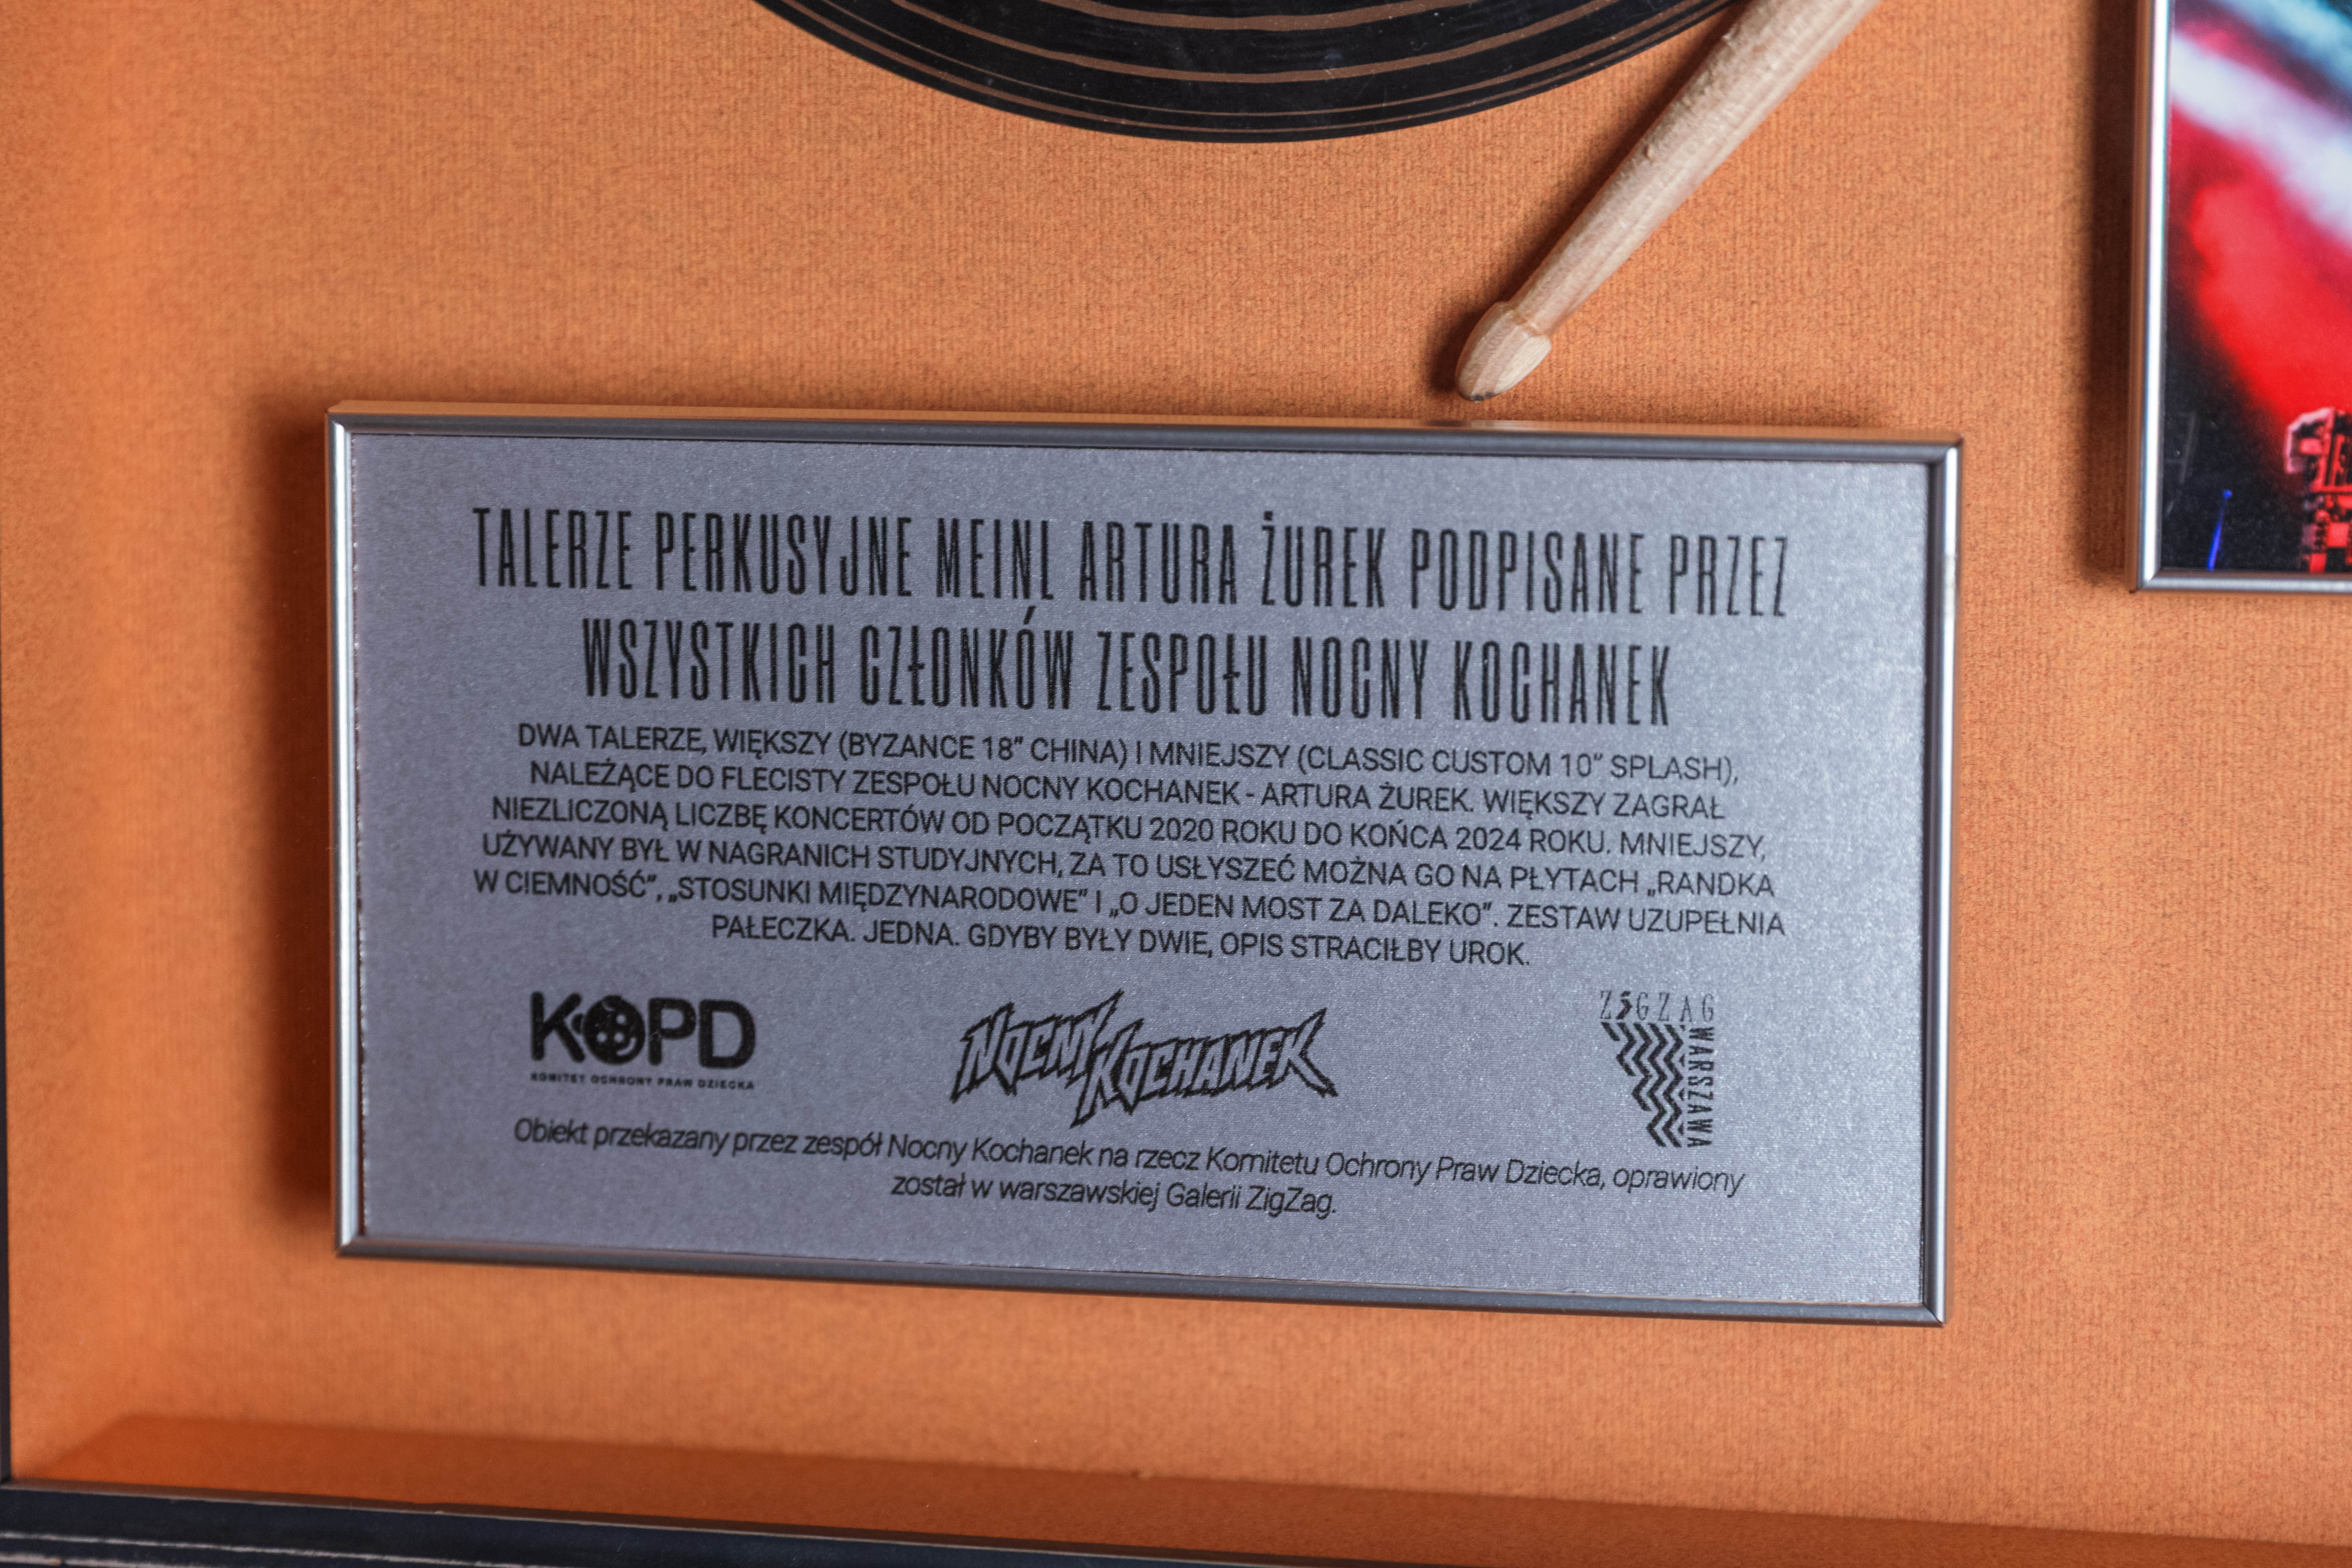 TALERZE PERKUSYJNE MEINL ARTURA ŻUREK PODPISANE PRZEZ
WSZYSTKICH CZŁONKÓW ZESPOŁU NOCNY KOCHANEK
DWA TALERZE, WIĘKSZY (BYZANCE 18” CHINA) I MNIEJSZY (CLASSIC CUSTOM 10” SPLASH),
NALEŻĄCE DO FLECISTY ZESPOŁU NOCNY KOCHANEK - ARTURA ŻUREK. WIĘKSZY ZAGRAŁ
NIEZLICZONĄ LICZBĘ KONCERTÓW OD POCZĄTKU 2020 ROKU DO KOŃCA 2024 ROKU. MNIEJSZY,
UŻYWANY BYŁ W NAGRANICH STUDYJNYCH, ZA TO USŁYSZEĆ MOŻNA GO NA PŁYTACH „RANDKA
W CIEMNOŚĆ”, „STOSUNKI MIĘDZYNARODOWE” I „O JEDEN MOST ZA DALEKO”. ZESTAW UZUPEŁNIA
PAŁECZKA. JEDNA. GDYBY BYŁY DWIE, OPIS STRACIŁBY UROK.
KOPD
KOMITET OCHRONY PRAW DZIECKA
NOCNY KOCHANEK
ZIGZAG
WARSZAWA
Obiekt przekazany przez zespół Nocny Kochanek na rzecz Komitetu Ochrony Praw Dziecka, oprawiony
został w warszawskiej Galerii ZigZag.